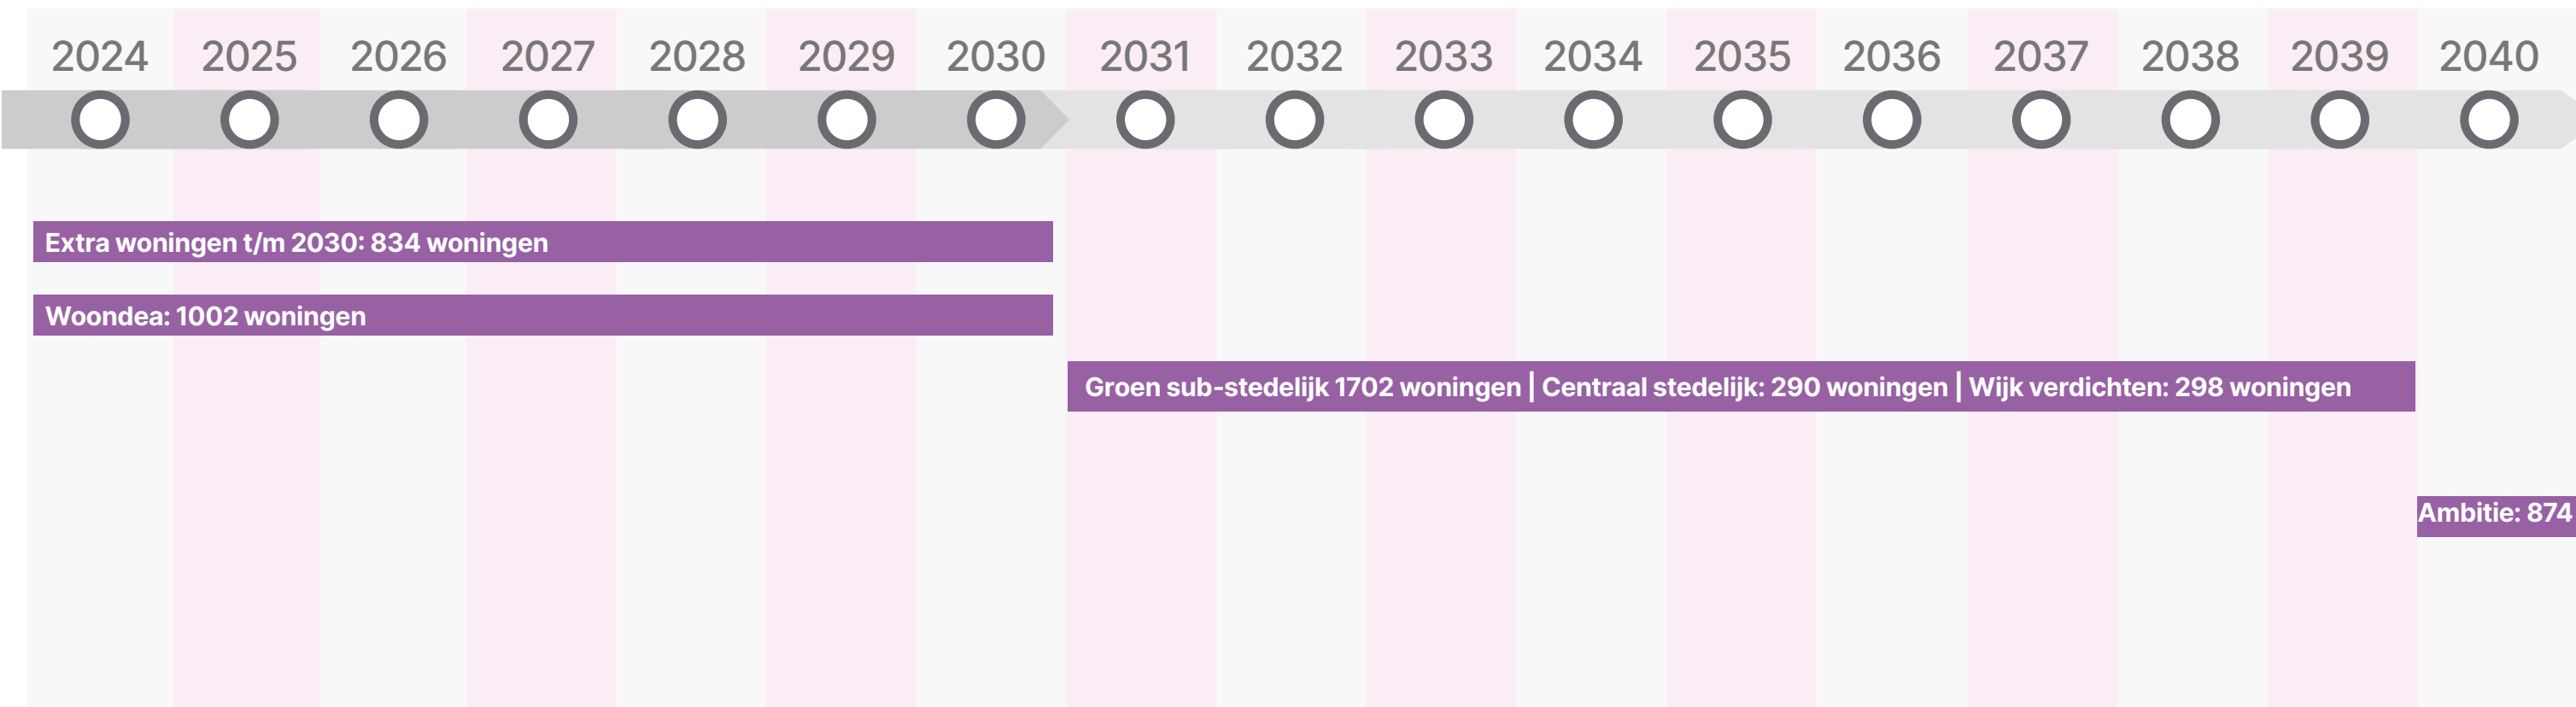 2024 2025 2026 2027 2028 2029 2030 2031 2032 2033 2034 2035 2036 2037 2038 2039 2040
Extra woningen t/m 2030: 834 woningen
Woondea: 1002 woningen
Groen sub-stedelijk 1702 woningen | Centraal stedelijk: 290 woningen | Wijk verdichten: 298 woningen
Ambitie: 874